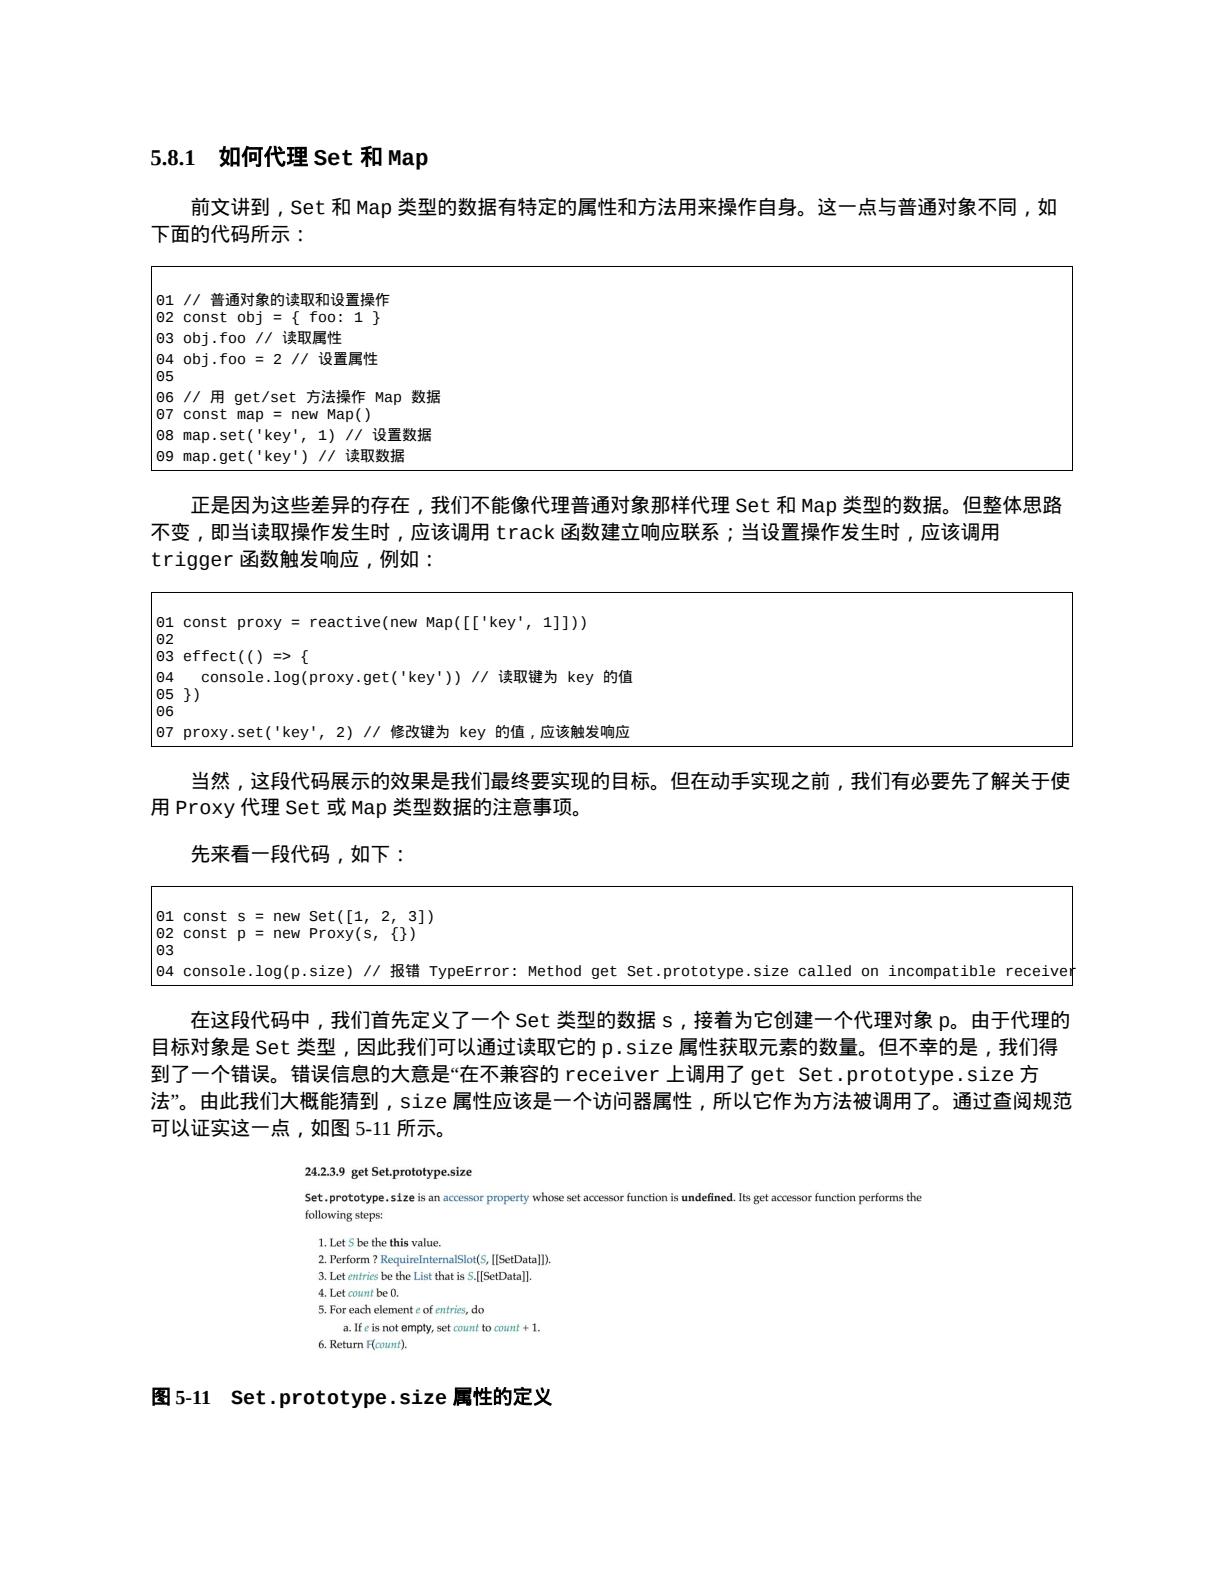 5.8.1 如何代理 Set 和 Map
前文讲到，Set 和 Map 类型的数据有特定的属性和方法用来操作自身。这一点与普通对象不同，如
下面的代码所示：
01 // 普通对象的读取和设置操作
02 const obj = { foo: 1 }
03 obj.foo // 读取属性
04 obj.foo = 2 // 设置属性
05
06 // 用 get/set 方法操作 Map 数据
07 const map = new Map()
08 map.set('key', 1) // 设置数据
09 map.get('key') // 读取数据
正是因为这些差异的存在，我们不能像代理普通对象那样代理 Set 和 Map 类型的数据。但整体思路
不变，即当读取操作发生时，应该调用 track 函数建立响应联系；当设置操作发生时，应该调用
trigger 函数触发响应，例如：
01 const proxy = reactive(new Map([['key', 1]]))
02
03 effect(() => {
04   console.log(proxy.get('key')) // 读取键为 key 的值
05 })
06
07 proxy.set('key', 2) // 修改键为 key 的值，应该触发响应
当然，这段代码展示的效果是我们最终要实现的目标。但在动手实现之前，我们有必要先了解关于使
用 Proxy 代理 Set 或 Map 类型数据的注意事项。
先来看一段代码，如下：
01 const s = new Set([1, 2, 3])
02 const p = new Proxy(s, {})
03
04 console.log(p.size) // 报错 TypeError: Method get Set.prototype.size called on incompatible receiver
在这段代码中，我们首先定义了一个 Set 类型的数据 s，接着为它创建一个代理对象 p。由于代理的
目标对象是 Set 类型，因此我们可以通过读取它的 p.size 属性获取元素的数量。但不幸的是，我们得
到了一个错误。错误信息的大意是“在不兼容的 receiver 上调用了 get Set.prototype.size 方
法”。由此我们大概能猜到，size 属性应该是一个访问器属性，所以它作为方法被调用了。通过查阅规范
可以证实这一点，如图 5-11 所示。
24.2.3.9 get Set.prototype.size
Set.prototype.size is an accessor property whose set accessor function is undefined. Its get accessor function performs the
following steps:
1. Let S be the this value.
2. Perform ? RequireInternalSlot(S, [[SetData]]).
3. Let entries be the List that is S.[[SetData]].
4. Let count be 0.
5. For each element e of entries, do
a. If e is not empty, set count to count + 1.
6. Return 𝔽(count).
图 5-11 Set.prototype.size 属性的定义